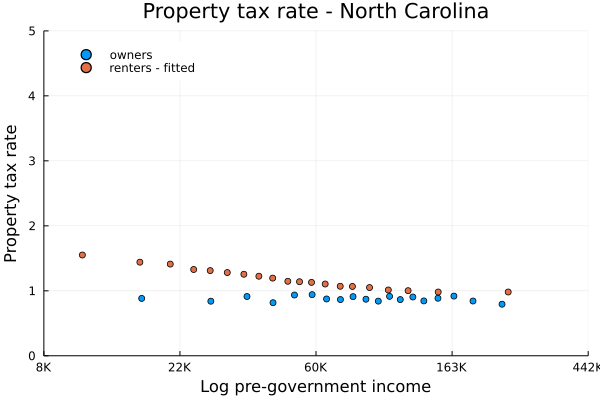 Property tax rate - North Carolina
owners
renters - fitted
Property tax rate
5
4
3
2
1
0
8K 22K 60K 163K 442K
Log pre-government income